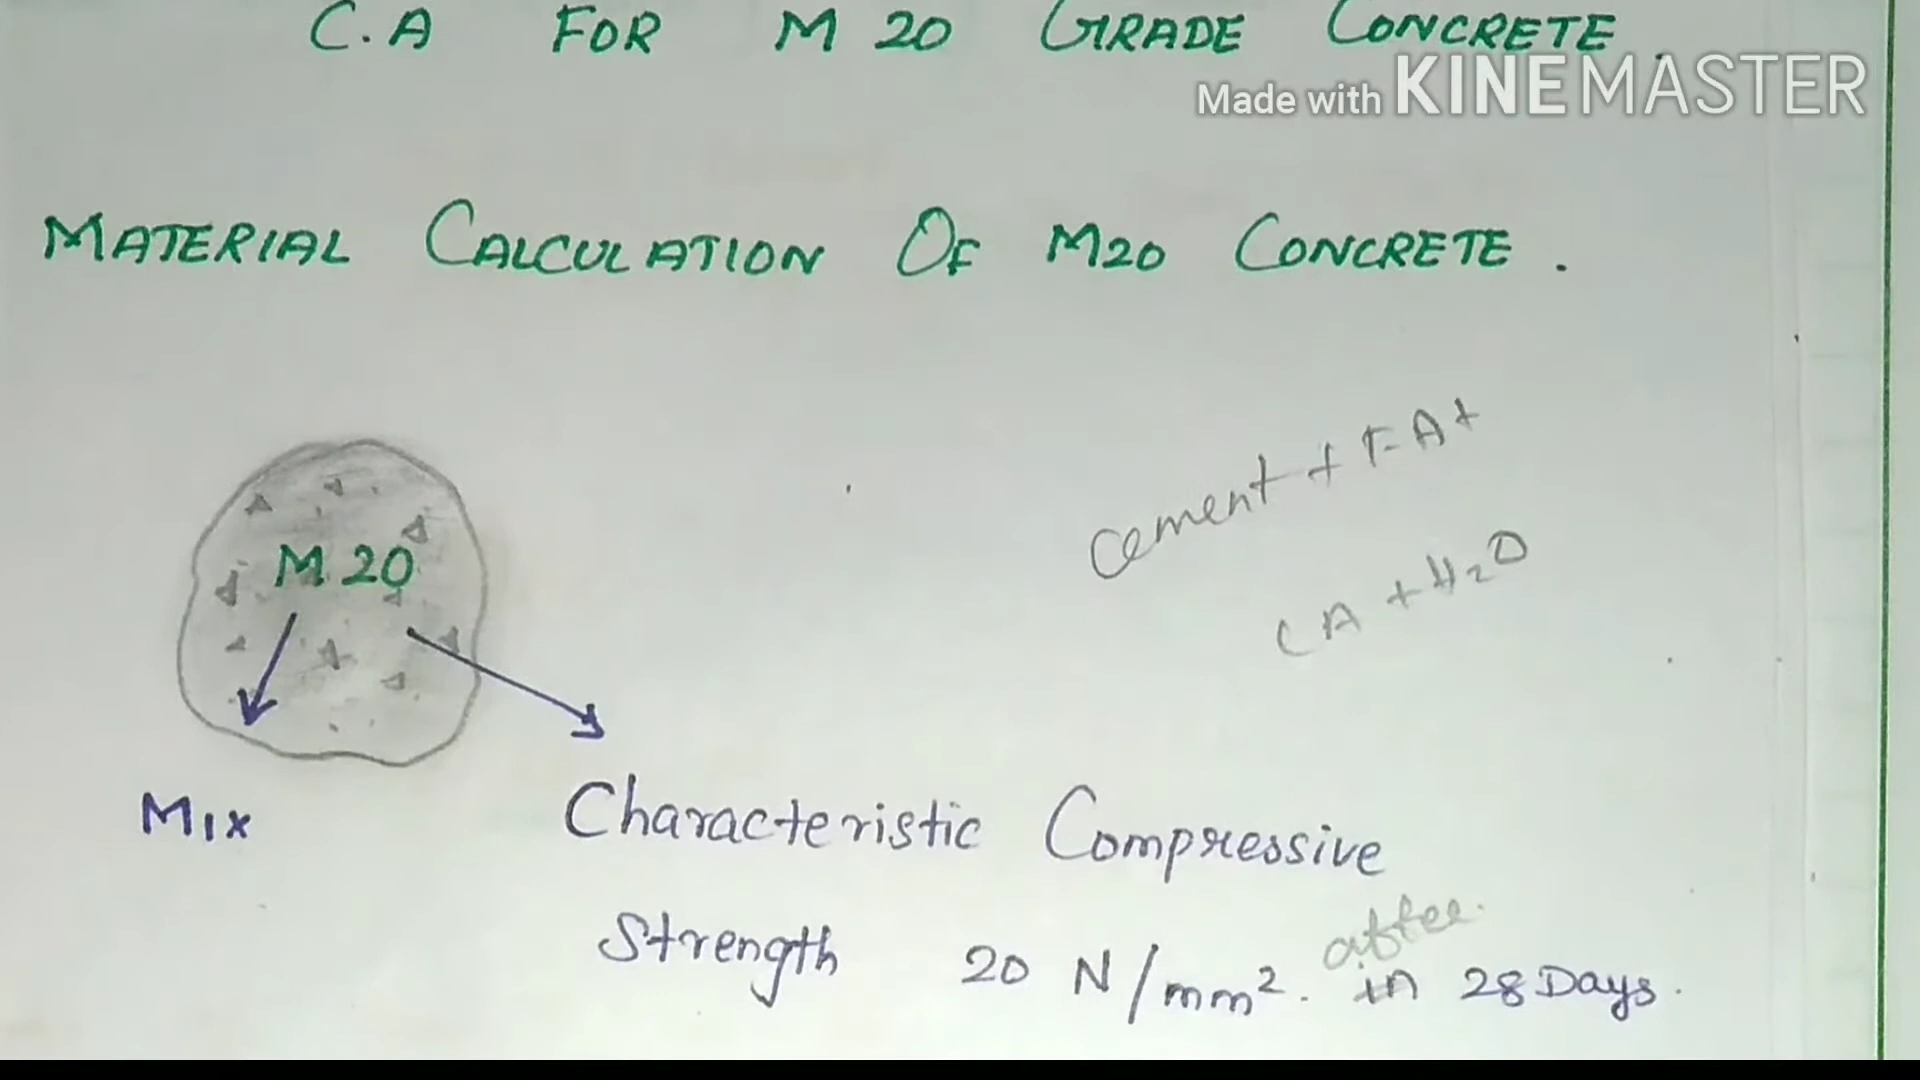 C.A FOR M 20 GRADE CONCRETE.
Made with KINEMASTER
MATERIAL CALCULATION OF M20 CONCRETE.
Cement + FA+
CA + H2O
M 20
MIX
Characteristic Compressive
Strength 20 N/mm². after in 28 Days.